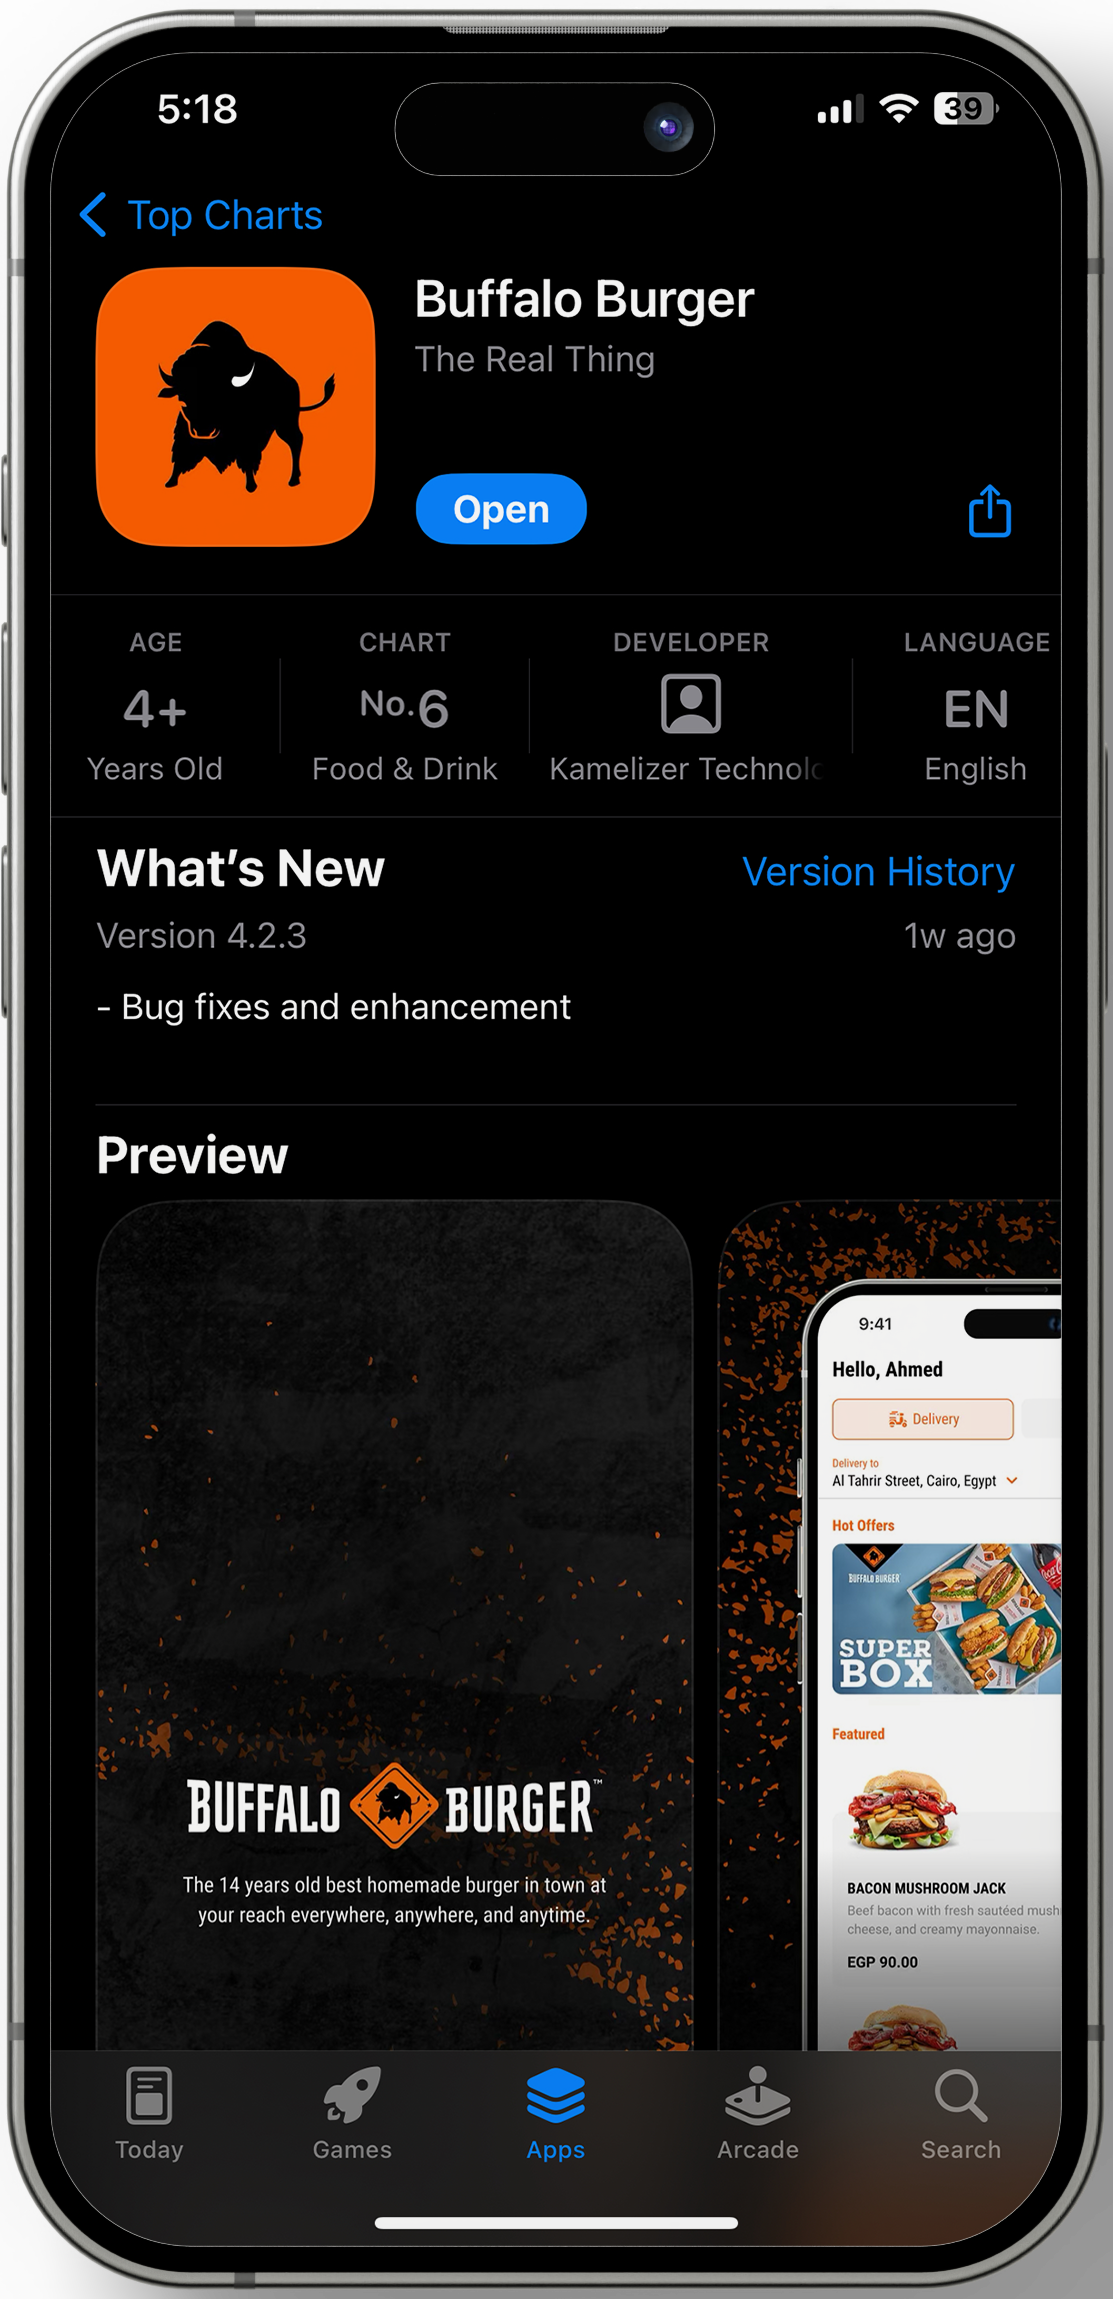 5:18
39
Top Charts
Buffalo Burger
The Real Thing
Open
AGE
4+
Years Old
CHART
No.6
Food & Drink
DEVELOPER
Kamelizer Technolo
LANGUAGE
EN
English
What's New
Version History
Version 4.2.3
1w ago
- Bug fixes and enhancement
Preview
BUFFALO BURGER™
The 14 years old best homemade burger in town at
your reach everywhere, anywhere, and anytime.
9:41
Hello, Ahmed
Delivery
Delivery to
Al Tahrir Street, Cairo, Egypt
Hot Offers
BUFFALO BURGER
SUPER
BOX
Featured
BACON MUSHROOM JACK
Beef bacon with fresh sautéed mush
cheese, and creamy mayonnaise.
EGP 90.00
Today
Games
Apps
Arcade
Search